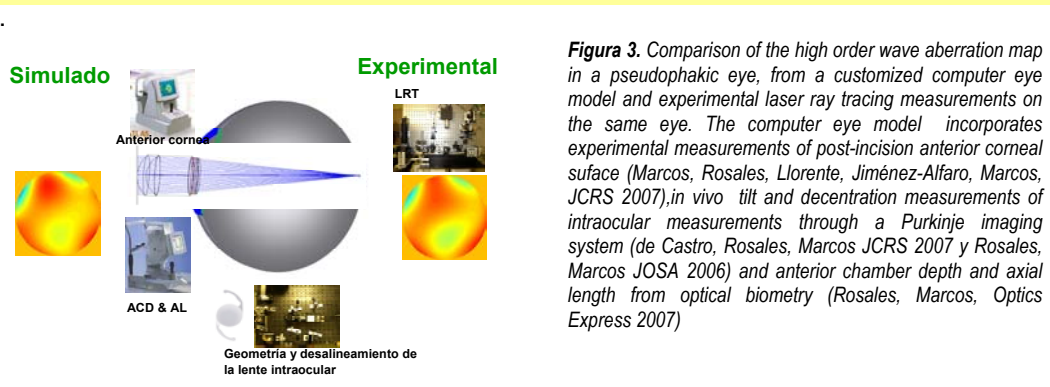 .
Simulado
Experimental
LRT
Anterior cornea
ACD & AL
Geometría y desalineamiento de
la lente intraocular
Figura 3. Comparison of the high order wave aberration map
in a pseudophakic eye, from a customized computer eye
model and experimental laser ray tracing measurements on
the same eye. The computer eye model incorporates
experimental measurements of post-incision anterior corneal
suface (Marcos, Rosales, Llorente, Jiménez-Alfaro, Marcos,
JCRS 2007),in vivo tilt and decentration measurements of
intraocular measurements through a Purkinje imaging
system (de Castro, Rosales, Marcos JCRS 2007 y Rosales,
Marcos JOSA 2006) and anterior chamber depth and axial
length from optical biometry (Rosales, Marcos, Optics
Express 2007)